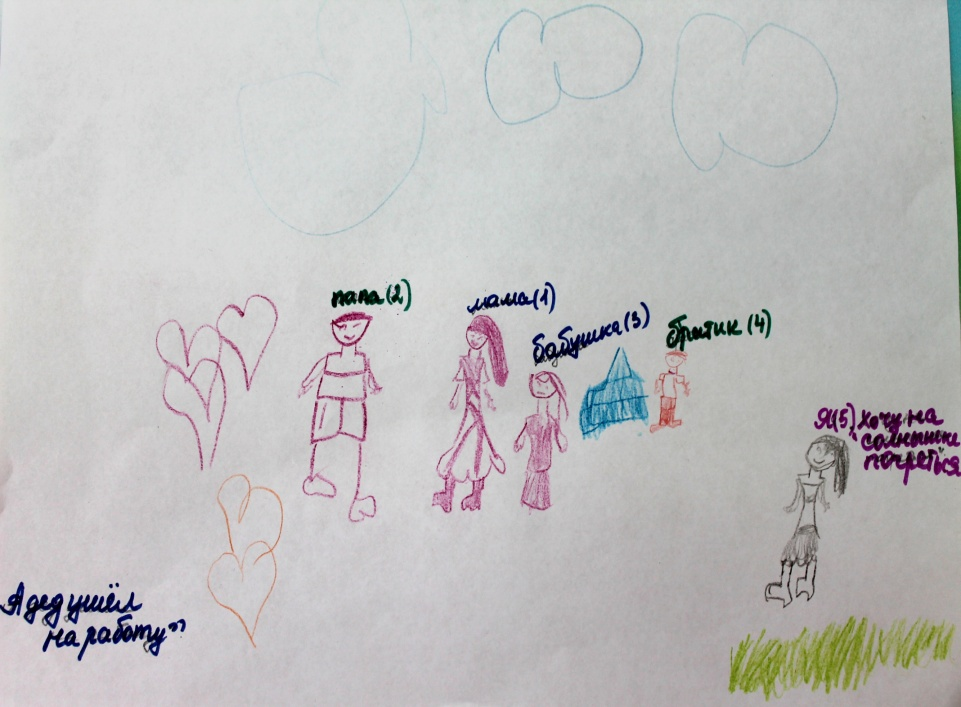 папа (2)
мама (1)
бабушка (3)
братик (4)
Я (5) хочу на
солнышке
погреться
А дед ушёл
на работу"